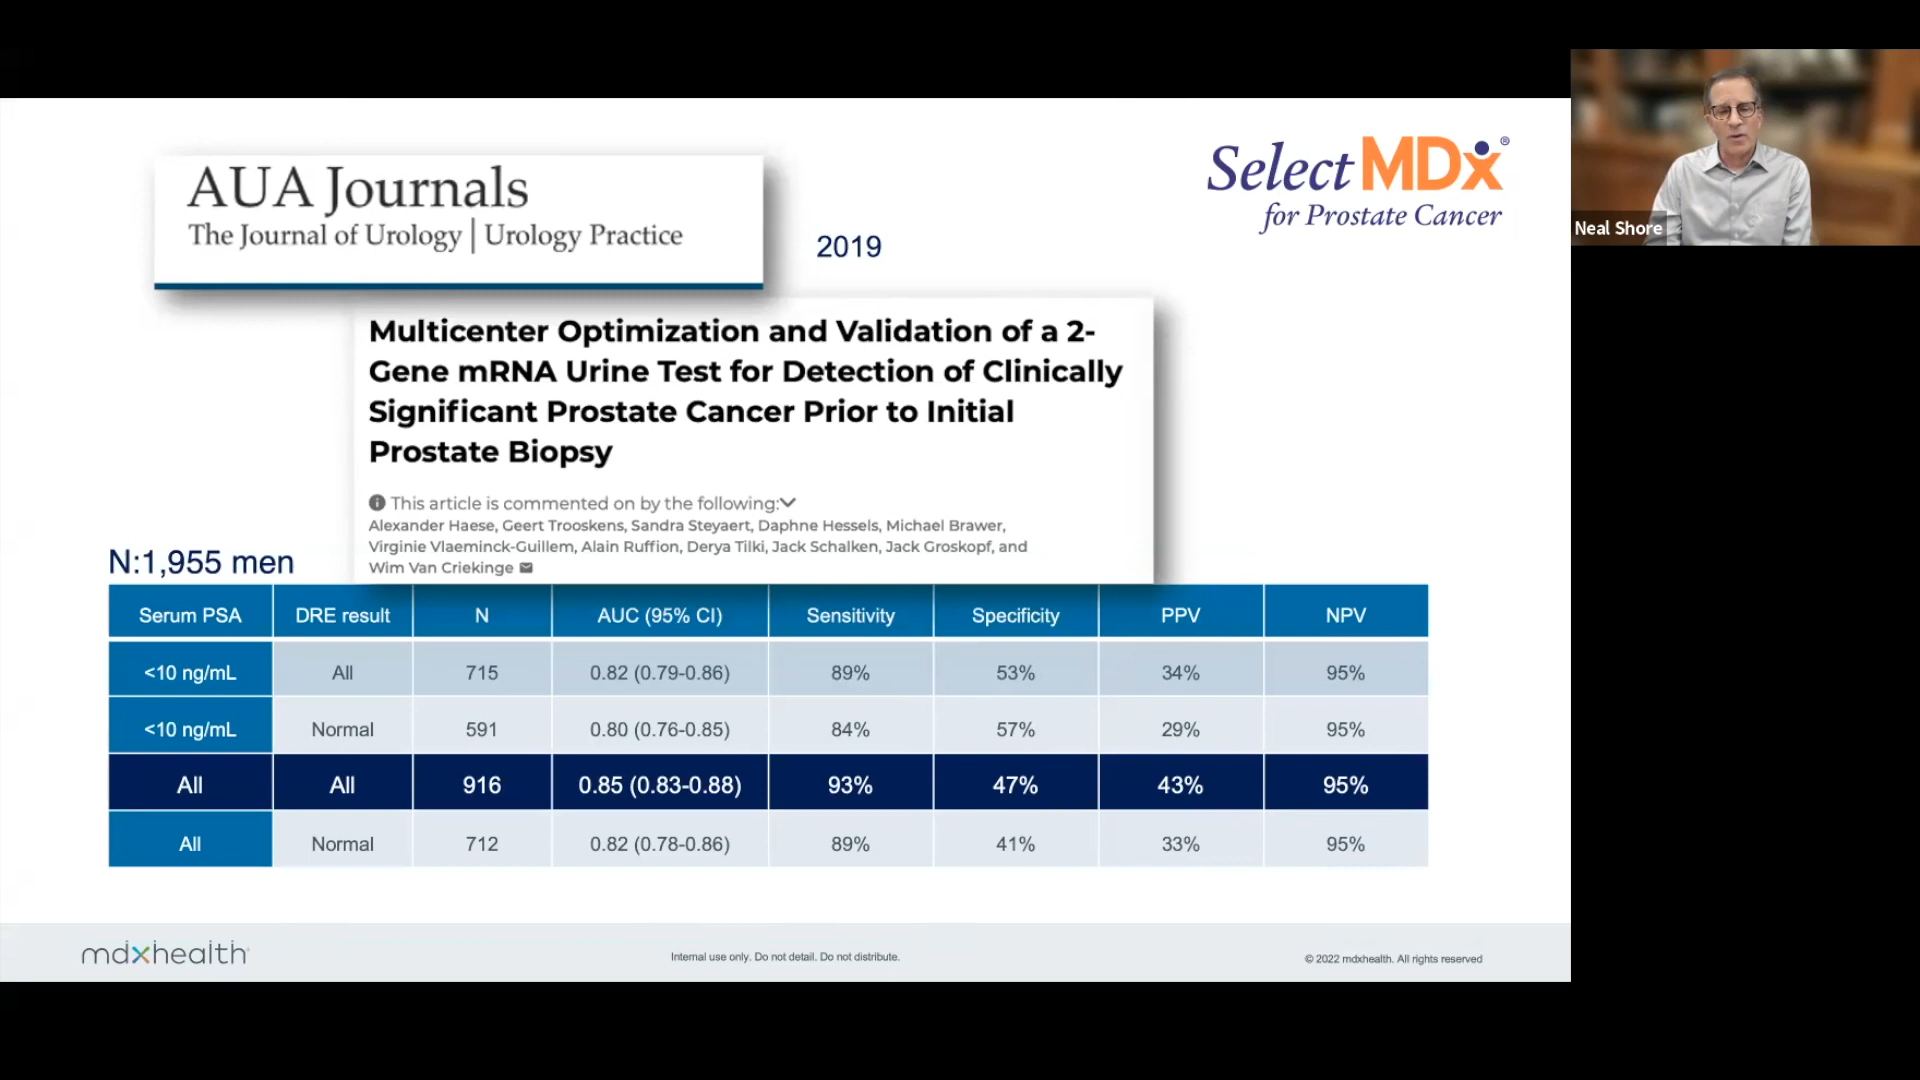 AUA Journals
The Journal of Urology | Urology Practice
2019
Select MDx®
for Prostate Cancer
Neal Shore
Multicenter Optimization and Validation of a 2-
Gene mRNA Urine Test for Detection of Clinically
Significant Prostate Cancer Prior to Initial
Prostate Biopsy
This article is commented on by the following:
Alexander Haese, Geert Trooskens, Sandra Steyaert, Daphne Hessels, Michael Brawer,
Virginie Vlaeminck-Guillem, Alain Ruffion, Derya Tilki, Jack Schalken, Jack Groskopf, and
Wim Van Criekinge
N:1,955 men
Serum PSA DRE result N AUC (95% CI) Sensitivity Specificity PPV NPV
<10 ng/mL All 715 0.82 (0.79-0.86) 89% 53% 34% 95%
<10 ng/mL Normal 591 0.80 (0.76-0.85) 84% 57% 29% 95%
All All 916 0.85 (0.83-0.88) 93% 47% 43% 95%
All Normal 712 0.82 (0.78-0.86) 89% 41% 33% 95%
mdxhealth
Internal use only. Do not detail. Do not distribute.
© 2022 mdxhealth. All rights reserved